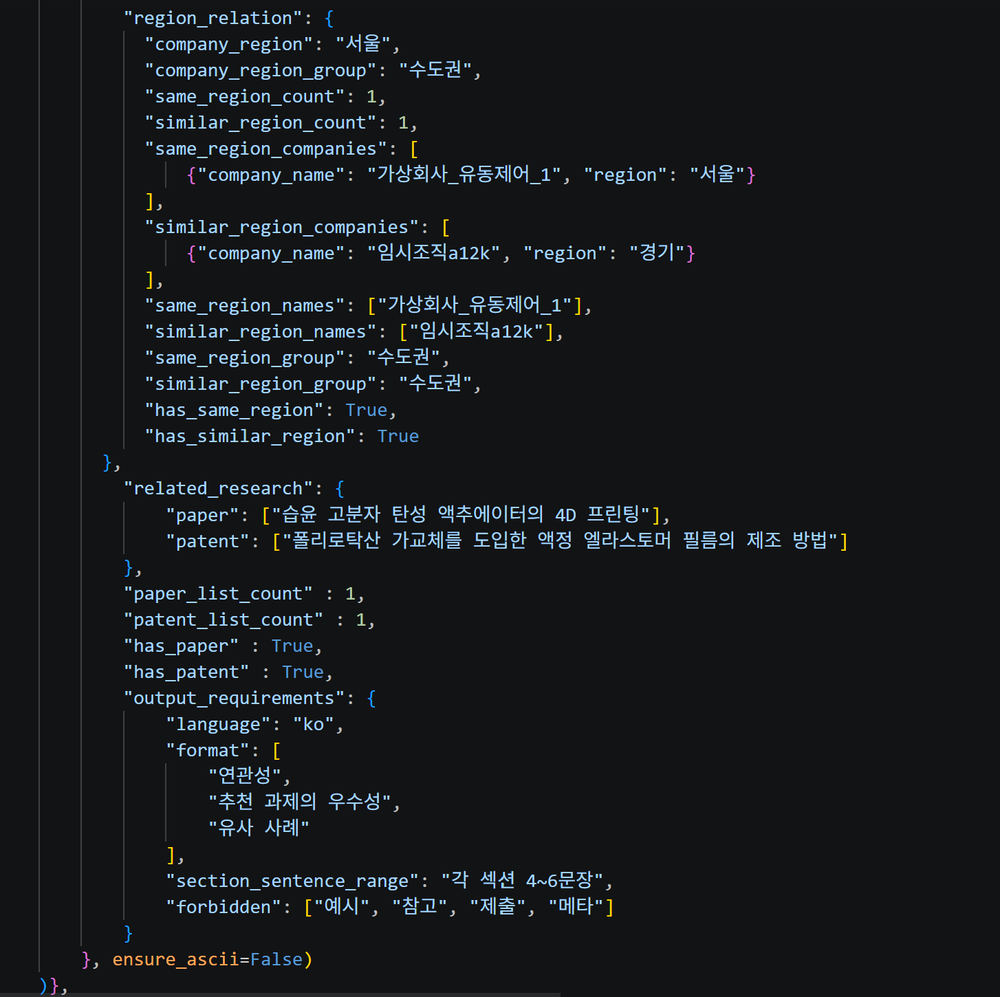 "region_relation": {
"company_region": "서울",
"company_region_group": "수도권",
"same_region_count": 1,
"similar_region_count": 1,
"same_region_companies": [
{"company_name": "가상회사_유동제어_1", "region": "서울"}
],
"similar_region_companies": [
{"company_name": "임시조직a12k", "region": "경기"}
],
"same_region_names": ["가상회사_유동제어_1"],
"similar_region_names": ["임시조직a12k"],
"same_region_group": "수도권",
"similar_region_group": "수도권",
"has_same_region": True,
"has_similar_region": True
},
"related_research": {
"paper": ["습윤 고분자 탄성 액추에이터의 4D 프린팅"],
"patent": ["폴리로탁산 가교체를 도입한 액정 엘라스토머 필름의 제조 방법"]
},
"paper_list_count" : 1,
"patent_list_count" : 1,
"has_paper" : True,
"has_patent" : True,
"output_requirements": {
"language": "ko",
"format": [
"연관성",
"추천 과제의 우수성",
"유사 사례"
],
"section_sentence_range": "각 섹션 4~6문장",
"forbidden": ["예시", "참고", "제출", "메타"]
}
}, ensure_ascii=False)
)},